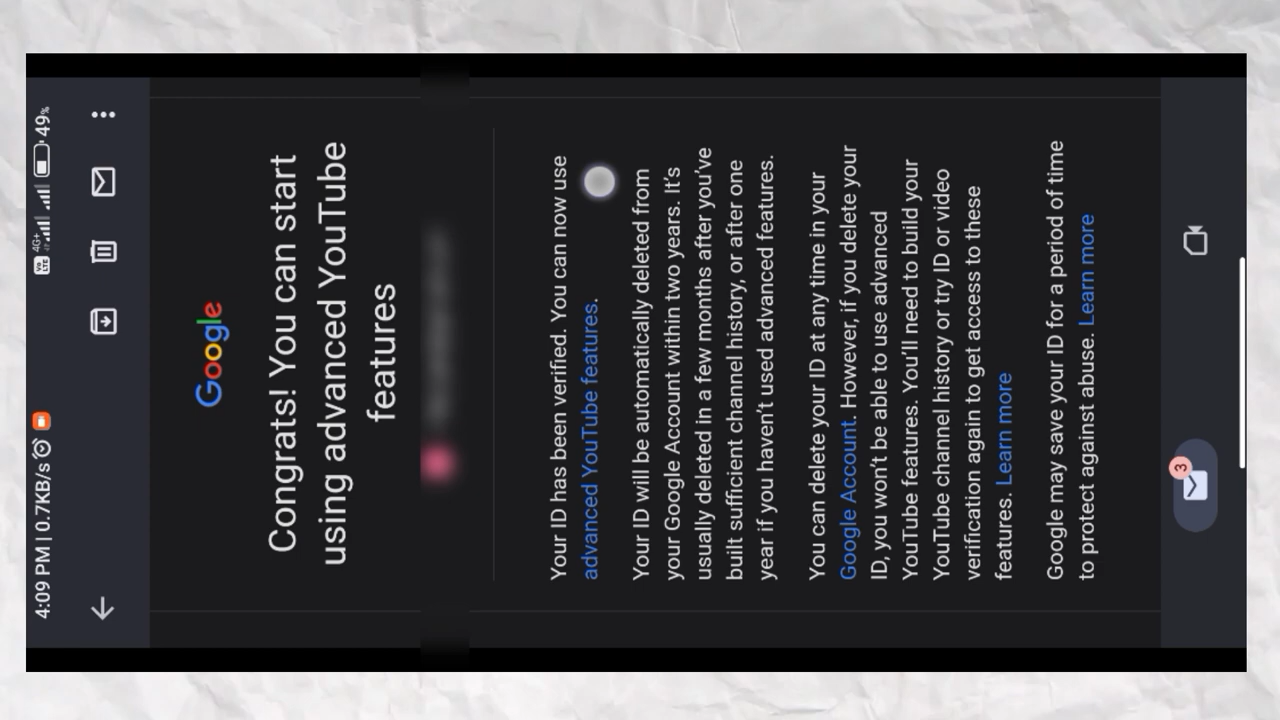 4:09 PM | 0.7KB/s
Vo LTE 4G+ 49%
Google
Congrats! You can start
using advanced YouTube
features
Your ID has been verified. You can now use
advanced YouTube features.
Your ID will be automatically deleted from
your Google Account within two years. It's
usually deleted in a few months after you've
built sufficient channel history, or after one
year if you haven't used advanced features.
You can delete your ID at any time in your
Google Account. However, if you delete your
ID, you won't be able to use advanced
YouTube features. You'll need to build your
YouTube channel history or try ID or video
verification again to get access to these
features. Learn more
Google may save your ID for a period of time
to protect against abuse. Learn more
3